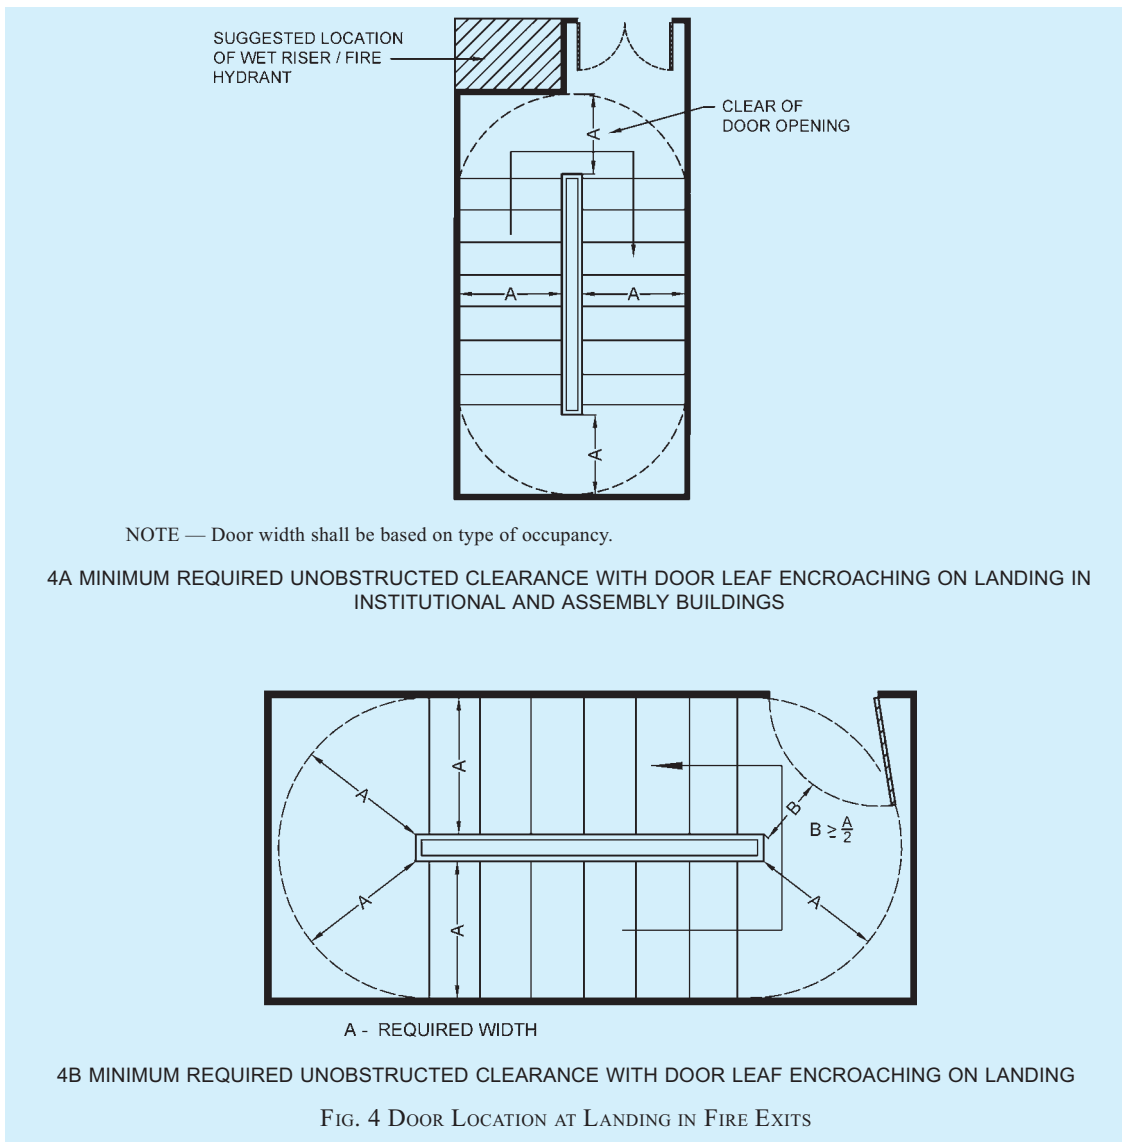 SUGGESTED LOCATION
OF WET RISER / FIRE
HYDRANT
CLEAR OF
DOOR OPENING
A
A
A
A
NOTE — Door width shall be based on type of occupancy.
4A MINIMUM REQUIRED UNOBSTRUCTED CLEARANCE WITH DOOR LEAF ENCROACHING ON LANDING IN
INSTITUTIONAL AND ASSEMBLY BUILDINGS
A
A
B
B ≥ A/2
A
A
A
A - REQUIRED WIDTH
4B MINIMUM REQUIRED UNOBSTRUCTED CLEARANCE WITH DOOR LEAF ENCROACHING ON LANDING
FIG. 4 DOOR LOCATION AT LANDING IN FIRE EXITS